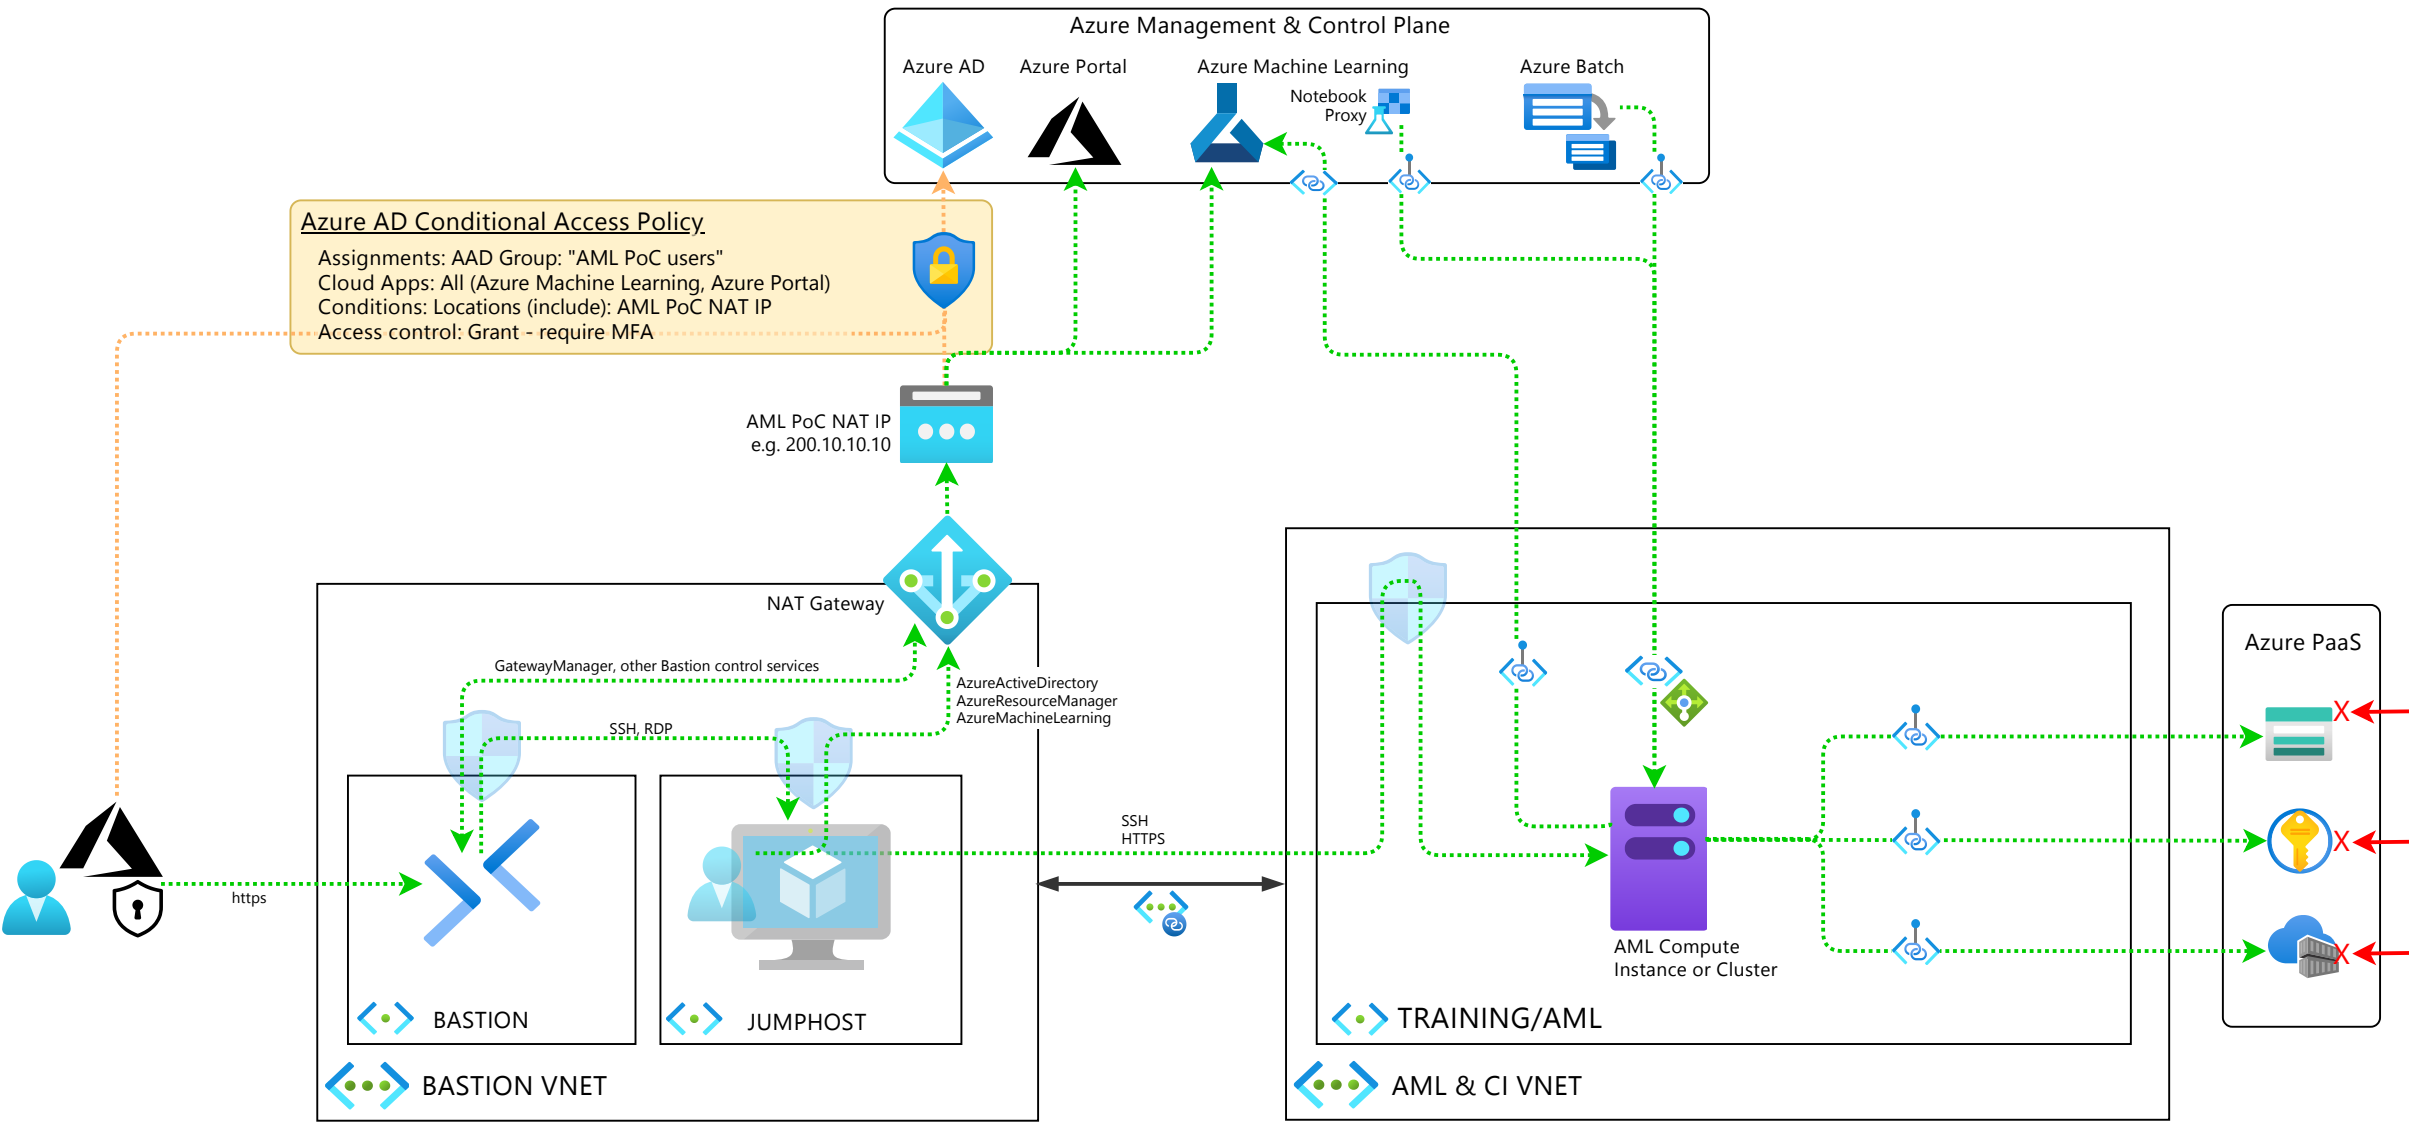 Azure Management & Control Plane
Azure AD
Azure Portal
Azure Machine Learning
Azure Batch
Notebook
Proxy
Azure AD Conditional Access Policy
Assignments: AAD Group: "AML PoC users"
Cloud Apps: All (Azure Machine Learning, Azure Portal)
Conditions: Locations (include): AML PoC NAT IP
Access control: Grant - require MFA
AML PoC NAT IP
e.g. 200.10.10.10
NAT Gateway
GatewayManager, other Bastion control services
AzureActiveDirectory
AzureResourceManager
AzureMachineLearning
SSH, RDP
SSH
HTTPS
https
BASTION
JUMPHOST
BASTION VNET
AML Compute
Instance or Cluster
TRAINING/AML
AML & CI VNET
Azure PaaS
X
X
X